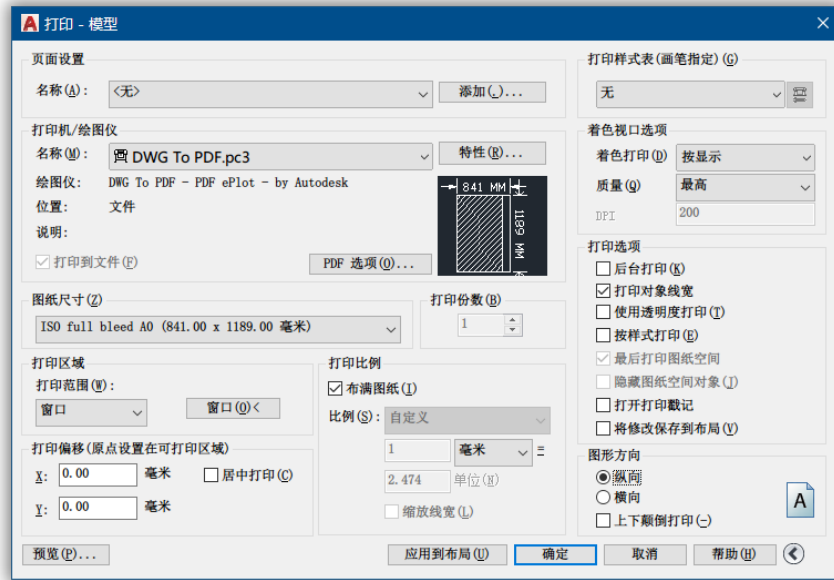 打印 - 模型
页面设置
名称(A): <无> 添加(.)...
打印机/绘图仪
名称(M): DWG To PDF.pc3 特性(R)...
绘图仪: DWG To PDF - PDF ePlot - by Autodesk
位置: 文件
说明:
打印到文件(F) PDF 选项(O)...
841 MM
1189 MM
图纸尺寸(Z)
ISO full bleed A0 (841.00 x 1189.00 毫米)
打印份数(B)
1
打印区域
打印范围(W):
窗口 窗口(O)<
打印偏移(原点设置在可打印区域)
X: 0.00 毫米 居中打印(C)
Y: 0.00 毫米
打印比例
布满图纸(I)
比例(S): 自定义
1 毫米 =
2.474 单位(N)
缩放线宽(L)
打印样式表(画笔指定)(G)
无
着色视口选项
着色打印(D) 按显示
质量(Q) 最高
DPI 200
打印选项
后台打印(K)
打印对象线宽
使用透明度打印(T)
按样式打印(E)
最后打印图纸空间
隐藏图纸空间对象(J)
打开打印戳记
将修改保存到布局(V)
图形方向
纵向
横向
上下颠倒打印(-)
A
预览(P)... 应用到布局(U) 确定 取消 帮助(H)